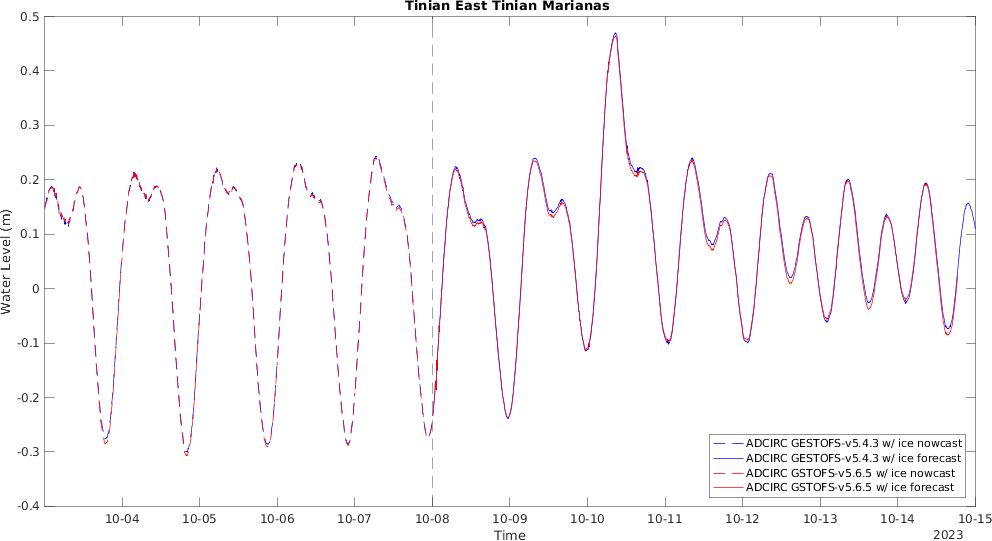 Tinian East Tinian Marianas
0.5
0.4
0.3
0.2
0.1
0
-0.1
-0.2
-0.3
-0.4
Water Level (m)
10-04 10-05 10-06 10-07 10-08 10-09 10-10 10-11 10-12 10-13 10-14 10-15
2023
Time
ADCIRC GESTOFS-v5.4.3 w/ ice nowcast
ADCIRC GESTOFS-v5.4.3 w/ ice forecast
ADCIRC GSTOFS-v5.6.5 w/ ice nowcast
ADCIRC GSTOFS-v5.6.5 w/ ice forecast